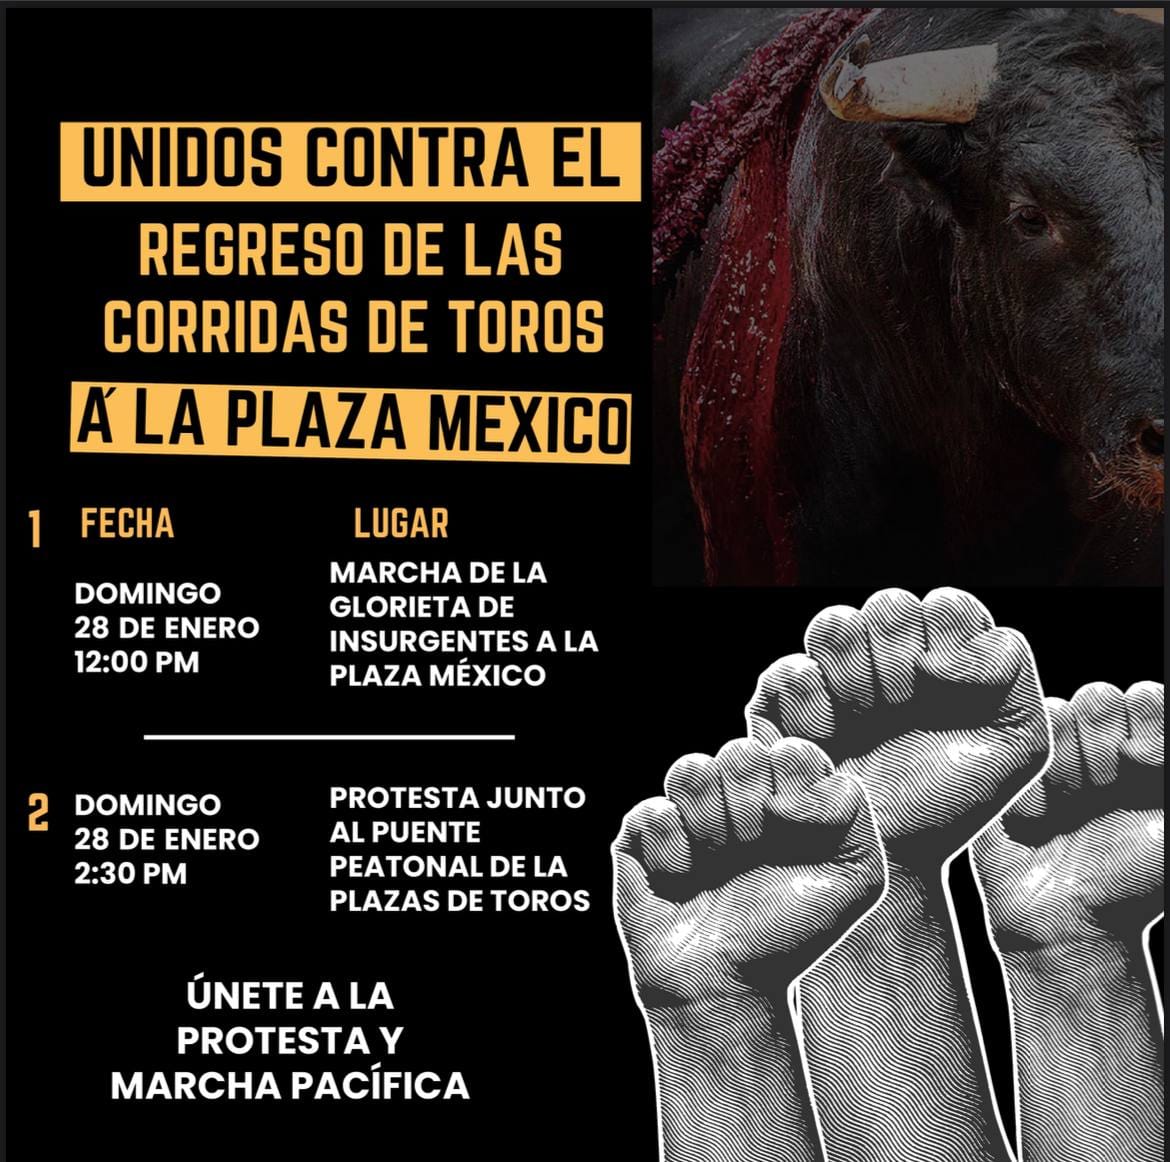 UNIDOS CONTRA EL
REGRESO DE LAS
CORRIDAS DE TOROS
Á LA PLAZA MEXICO
1 FECHA LUGAR
DOMINGO
28 DE ENERO
12:00 PM
MARCHA DE LA
GLORIETA DE
INSURGENTES A LA
PLAZA MÉXICO
2
DOMINGO
28 DE ENERO
2:30 PM
PROTESTA JUNTO
AL PUENTE
PEATONAL DE LA
PLAZAS DE TOROS
ÚNETE A LA
PROTESTA Y
MARCHA PACÍFICA